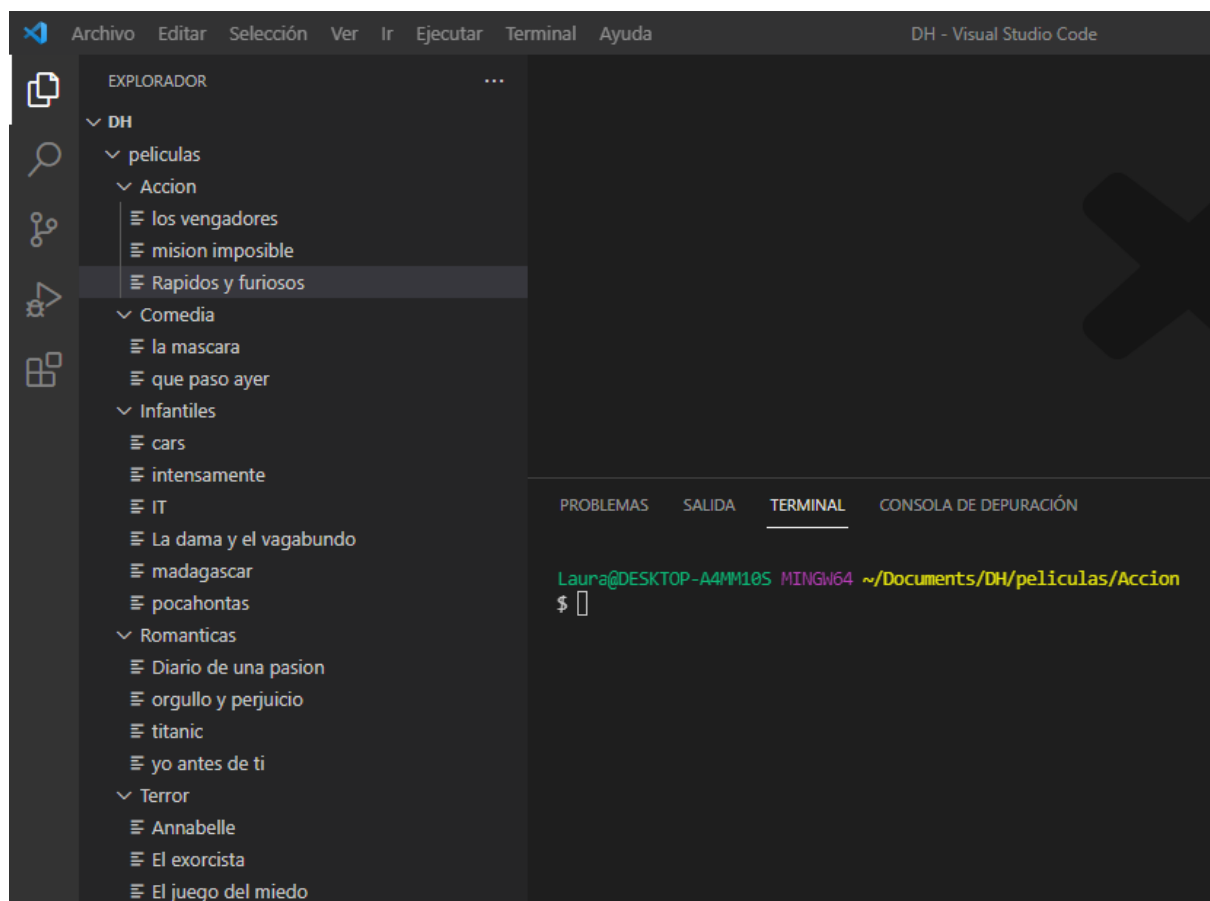 Archivo Editar Selección Ver Ir Ejecutar Terminal Ayuda DH - Visual Studio Code
EXPLORADOR ...
DH
peliculas
Accion
los vengadores
mision imposible
Rapidos y furiosos
Comedia
la mascara
que paso ayer
Infantiles
cars
intensamente
IT
La dama y el vagabundo
madagascar
pocahontas
Romanticas
Diario de una pasion
orgullo y perjuicio
titanic
yo antes de ti
Terror
Annabelle
El exorcista
El juego del miedo
PROBLEMAS SALIDA TERMINAL CONSOLA DE DEPURACIÓN
Laura@DESKTOP-A4MM10S MINGW64 ~/Documents/DH/peliculas/Accion
$